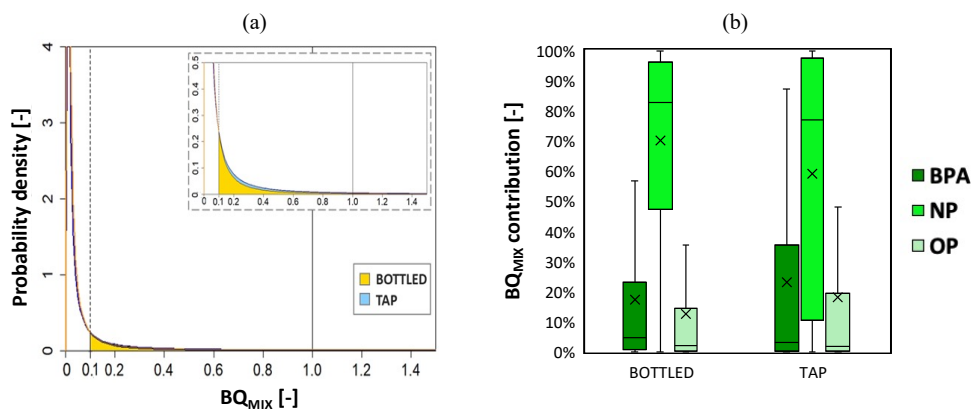 (a)
Probability density [-]
4
3
2
1
0
0 0.1 0.2 0.4 0.6 0.8 1.0 1.2 1.4
BQMIX [-]
0.5
0.4
0.3
0.2
0.1
0
0 0.1 0.2 0.4 0.6 0.8 1.0 1.2 1.4
BOTTLED
TAP
(b)
BQMIX contribution [-]
100%
90%
80%
70%
60%
50%
40%
30%
20%
10%
0%
BOTTLED TAP
BPA
NP
OP